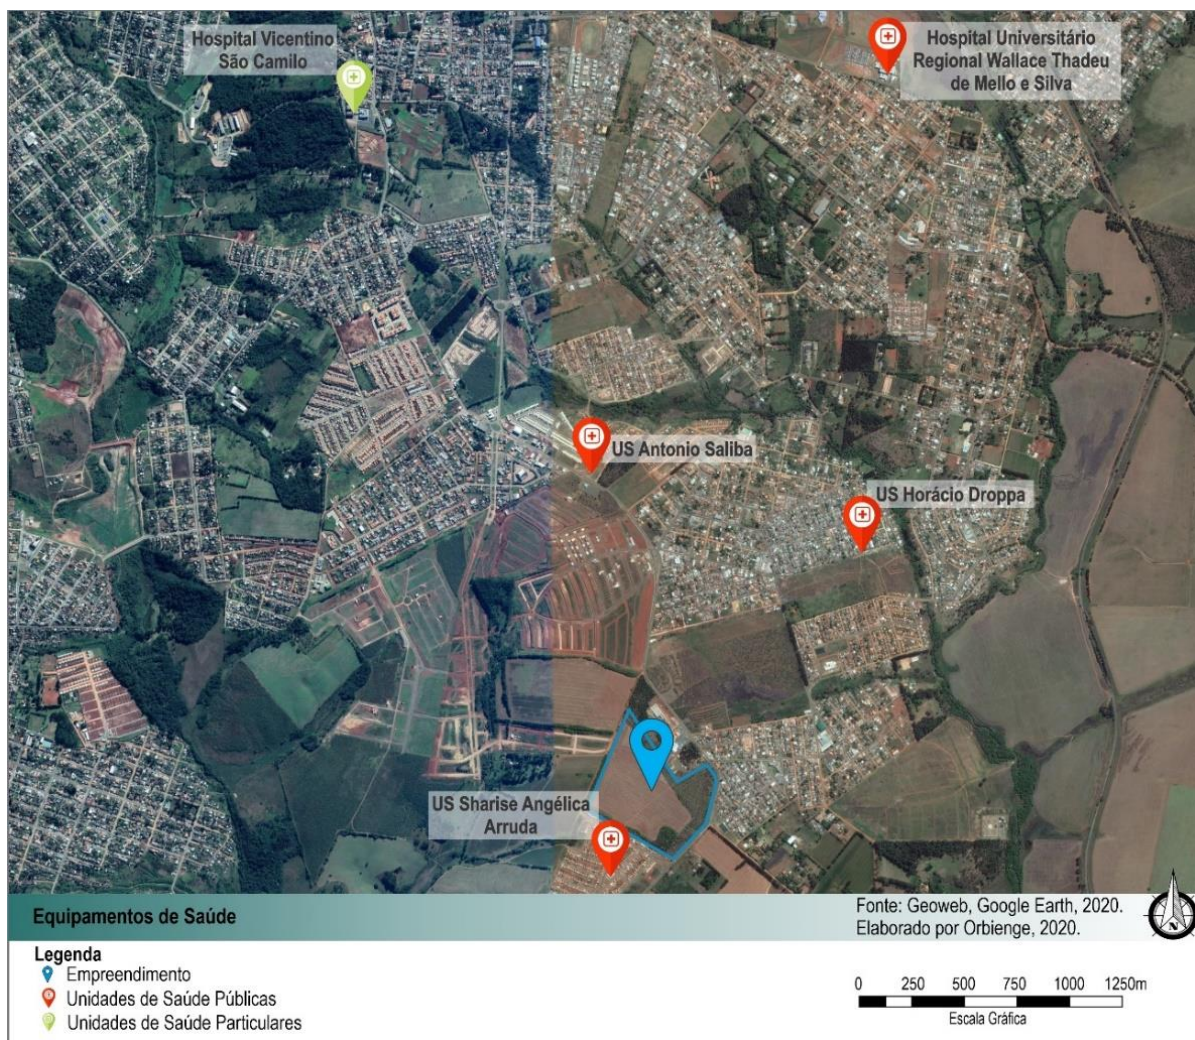 Hospital Vicentino
São Camilo
Hospital Universitário
Regional Wallace Thadeu
de Mello e Silva
US Antonio Saliba
US Horácio Droppa
US Sharise Angélica
Arruda
Equipamentos de Saúde
Fonte: Geoweb, Google Earth, 2020.
Elaborado por Orbienge, 2020.
N
Legenda
Empreendimento
Unidades de Saúde Públicas
Unidades de Saúde Particulares
0 250 500 750 1000 1250m
Escala Gráfica